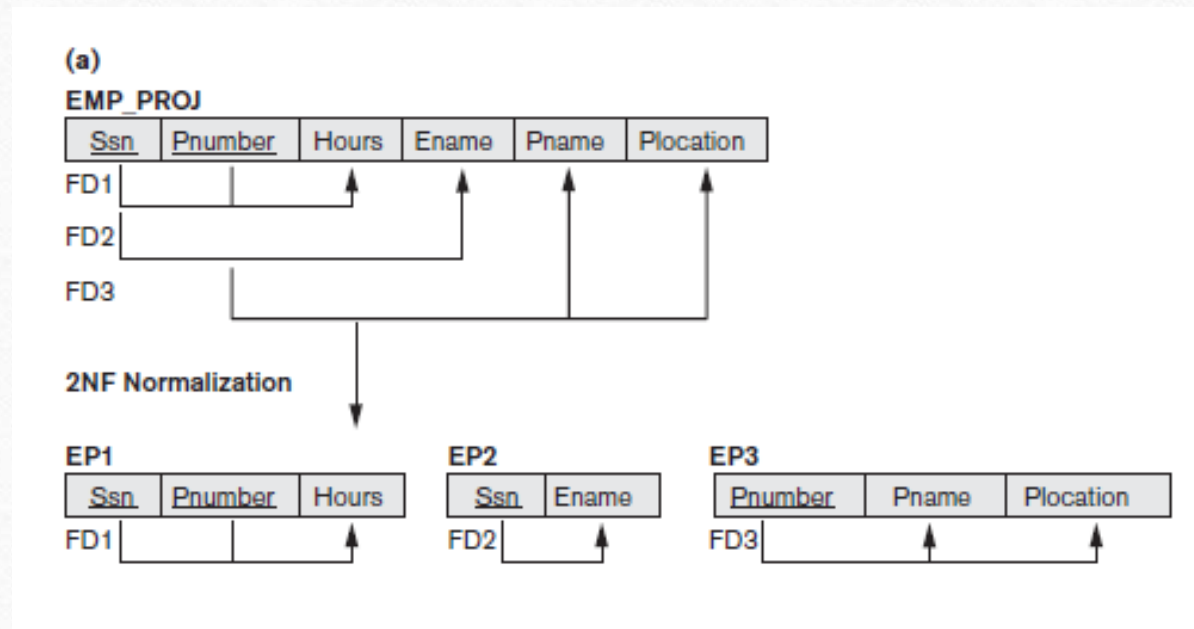 (a)
EMP_PROJ
Ssn Pnumber Hours Ename Pname Plocation
FD1
FD2
FD3
2NF Normalization
EP1 EP2 EP3
Ssn Pnumber Hours Ssn Ename Pnumber Pname Plocation
FD1 FD2 FD3